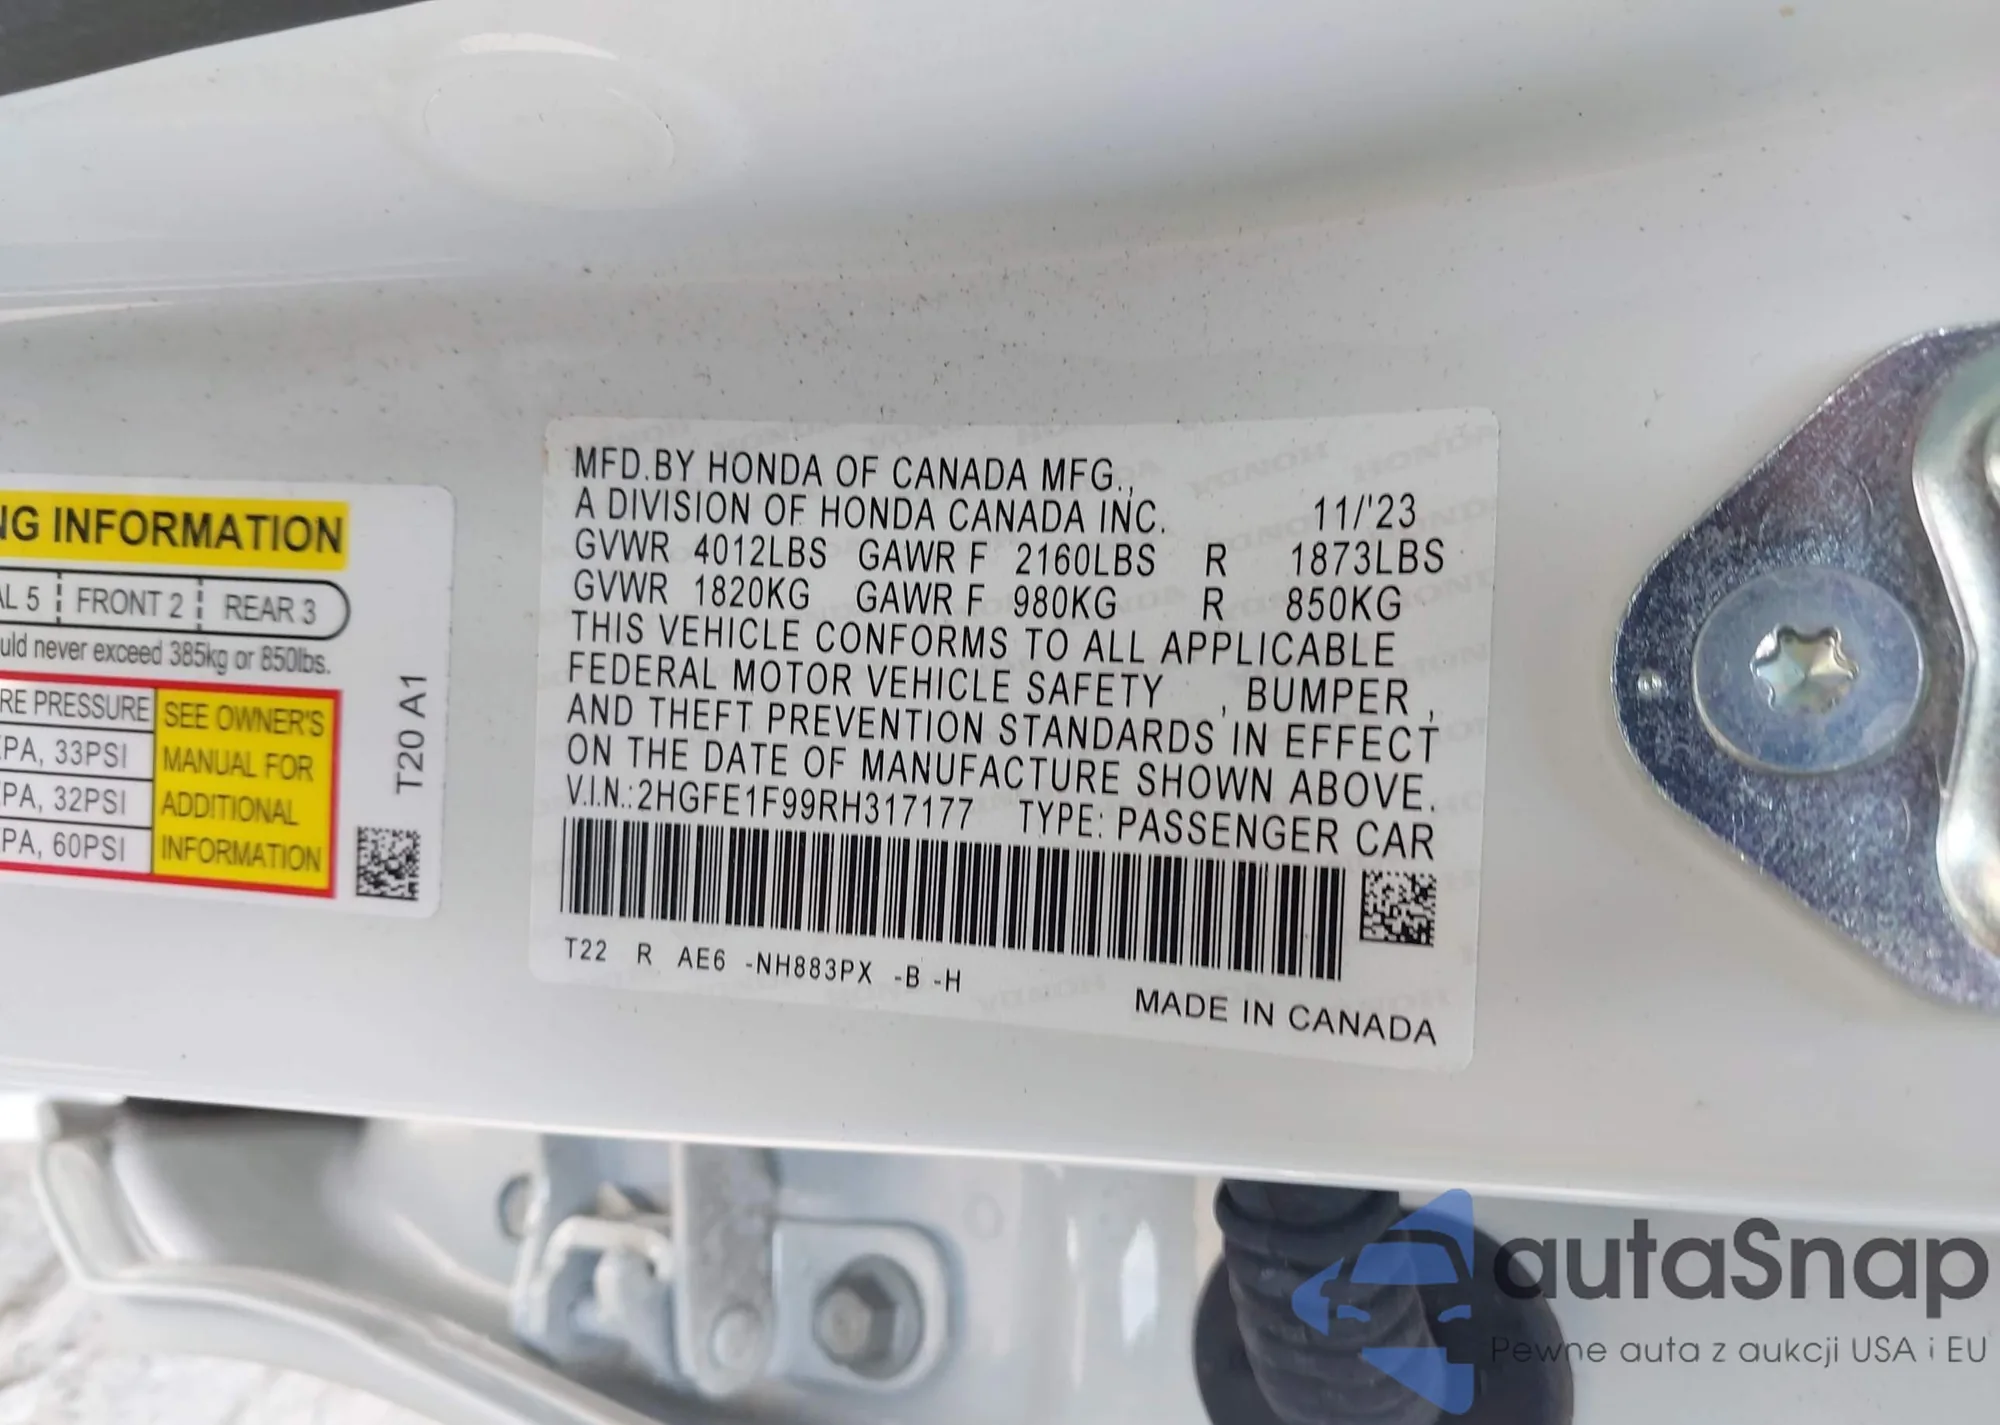 NG INFORMATION
AL 5 FRONT 2 REAR 3
uld never exceed 385kg or 850lbs.
RE PRESSURE
PA, 33PSI
PA, 32PSI
PA, 60PSI
SEE OWNER'S
MANUAL FOR
ADDITIONAL
INFORMATION
T20 A1
MFD.BY HONDA OF CANADA MFG.,
A DIVISION OF HONDA CANADA INC. 11/'23
GVWR 4012LBS GAWR F 2160LBS R 1873LBS
GVWR 1820KG GAWR F 980KG R 850KG
THIS VEHICLE CONFORMS TO ALL APPLICABLE
FEDERAL MOTOR VEHICLE SAFETY , BUMPER ,
AND THEFT PREVENTION STANDARDS IN EFFECT
ON THE DATE OF MANUFACTURE SHOWN ABOVE.
V.I.N.:2HGFE1F99RH317177 TYPE: PASSENGER CAR
T22 R AE6 -NH883PX -B -H
MADE IN CANADA
autaSnap
Pewne auta z aukcji USA i EU